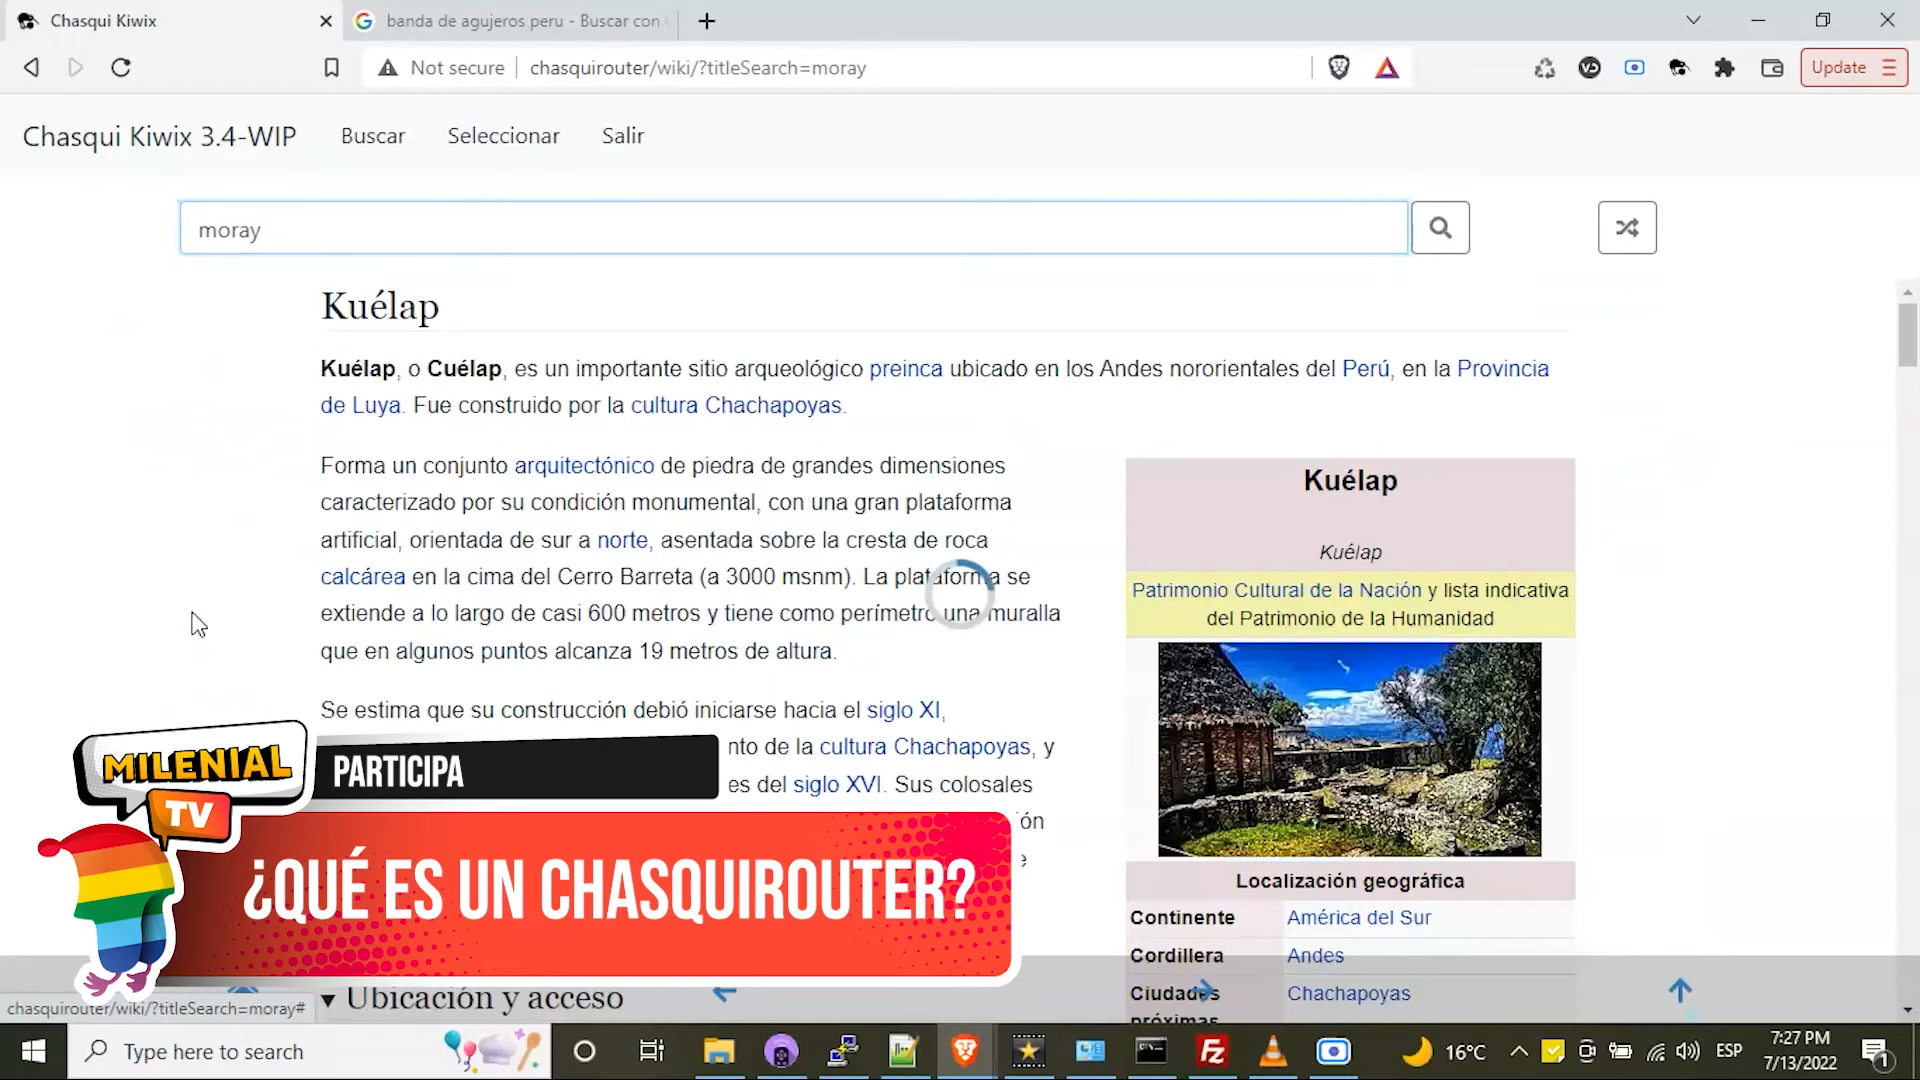 Chasqui Kiwix
banda de agujeros peru - Buscar con
Not secure
chasquirouter/wiki/?titleSearch=moray
Update
Chasqui Kiwix 3.4-WIP
Buscar
Seleccionar
Salir
moray
Kuélap
Kuélap, o Cuélap, es un importante sitio arqueológico preinca ubicado en los Andes nororientales del Perú, en la Provincia
de Luya. Fue construido por la cultura Chachapoyas.
Forma un conjunto arquitectónico de piedra de grandes dimensiones
caracterizado por su condición monumental, con una gran plataforma
artificial, orientada de sur a norte, asentada sobre la cresta de roca
calcárea en la cima del Cerro Barreta (a 3000 msnm). La plataforma se
extiende a lo largo de casi 600 metros y tiene como perímetro una muralla
que en algunos puntos alcanza 19 metros de altura.
Se estima que su construcción debió iniciarse hacia el siglo XI,
nto de la cultura Chachapoyas, y
es del siglo XVI. Sus colosales
ón
e
Kuélap
Kuélap
Patrimonio Cultural de la Nación y lista indicativa
del Patrimonio de la Humanidad
Localización geográfica
Continente América del Sur
Cordillera Andes
Ciudades Chachapoyas
próximas
MILENIAL
TV
PARTICIPA
¿QUÉ ES UN CHASQUIROUTER?
Ubicación y acceso
chasquirouter/wiki/?titleSearch=moray#
Type here to search
16°C
ESP
7:27 PM
7/13/2022
1